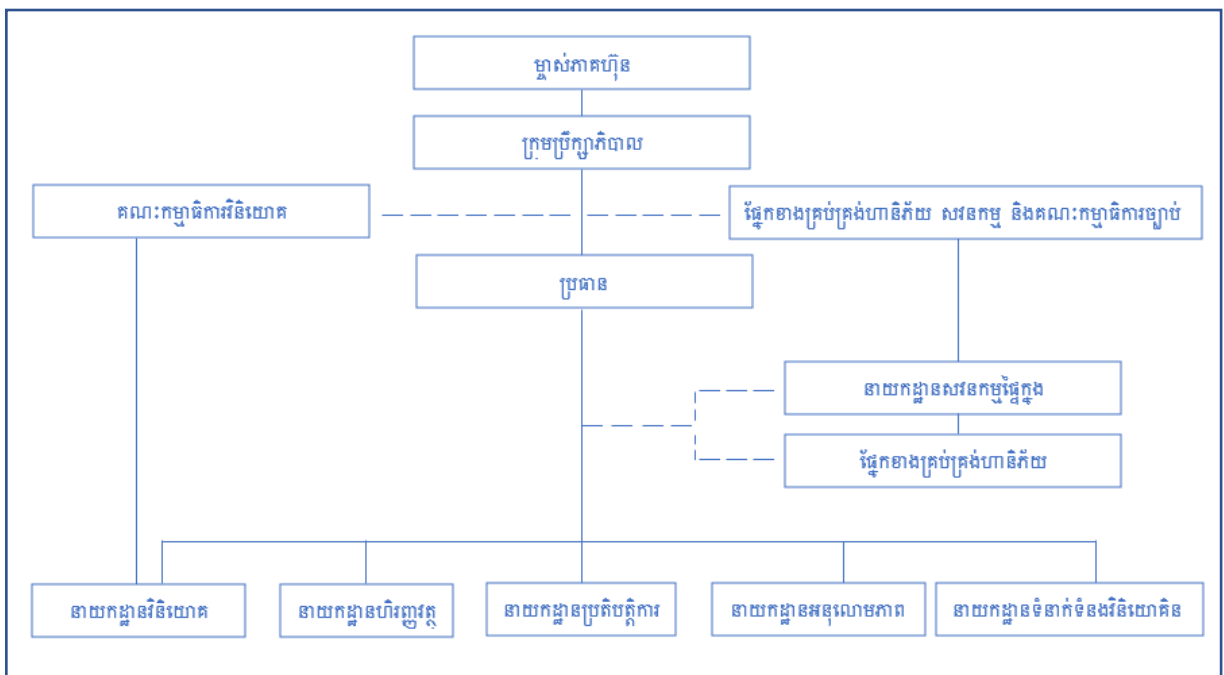 ម្ចាស់ភាគហ៊ុន
ក្រុមប្រឹក្សាភិបាល
គណៈកម្មាធិការវិនិយោគ
ផ្នែកខាងគ្រប់គ្រងហានិភ័យ សវនកម្ម និងគណៈកម្មាធិការច្បាប់
ប្រធាន
នាយកដ្ឋានសវនកម្មផ្ទៃក្នុង
ផ្នែកខាងគ្រប់គ្រងហានិភ័យ
នាយកដ្ឋានវិនិយោគ
នាយកដ្ឋានហិរញ្ញវត្ថុ
នាយកដ្ឋានប្រតិបត្តិការ
នាយកដ្ឋានអនុលោមភាព
នាយកដ្ឋានទំនាក់ទំនងវិនិយោគិន